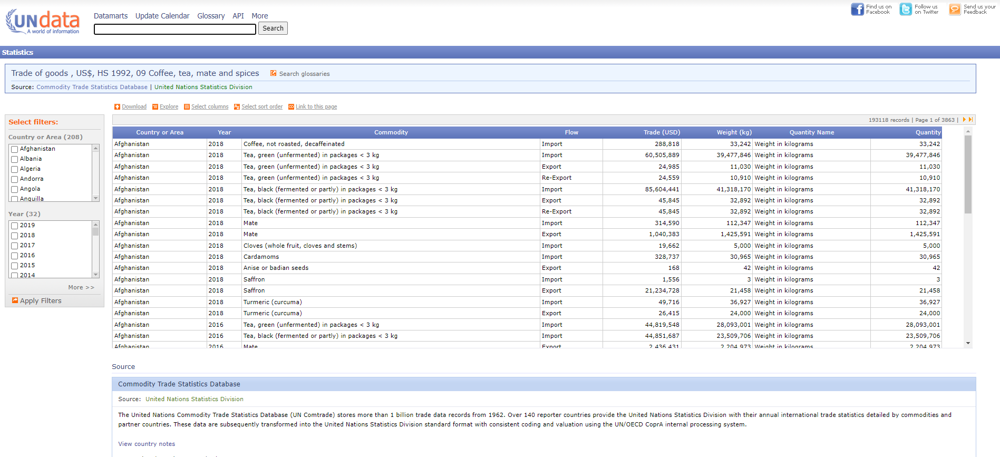 UNdata
A world of information
Datamarts Update Calendar Glossary API More
Search
Find us on Facebook
Follow us on Twitter
Send us your Feedback
Statistics
Trade of goods , US$, HS 1992, 09 Coffee, tea, mate and spices Search glossaries
Source: Commodity Trade Statistics Database | United Nations Statistics Division
Download Explore Select columns Select sort order Link to this page
193118 records | Page 1 of 3863 |
Select filters:
Country or Area (208)
Afghanistan
Albania
Algeria
Andorra
Angola
Anguilla
Year (32)
2019
2018
2017
2016
2015
2014
More >>
Apply Filters
Country or Area Year Commodity Flow Trade (USD) Weight (kg) Quantity Name Quantity
Afghanistan 2018 Coffee, not roasted, decaffeinated Import 288,818 33,242 Weight in kilograms 33,242
Afghanistan 2018 Tea, green (unfermented) in packages < 3 kg Import 60,505,889 39,477,846 Weight in kilograms 39,477,846
Afghanistan 2018 Tea, green (unfermented) in packages < 3 kg Export 24,985 11,030 Weight in kilograms 11,030
Afghanistan 2018 Tea, green (unfermented) in packages < 3 kg Re-Export 24,559 10,910 Weight in kilograms 10,910
Afghanistan 2018 Tea, black (fermented or partly) in packages < 3 kg Import 85,604,441 41,318,170 Weight in kilograms 41,318,170
Afghanistan 2018 Tea, black (fermented or partly) in packages < 3 kg Export 45,845 32,892 Weight in kilograms 32,892
Afghanistan 2018 Tea, black (fermented or partly) in packages < 3 kg Re-Export 45,845 32,892 Weight in kilograms 32,892
Afghanistan 2018 Mate Import 314,590 112,347 Weight in kilograms 112,347
Afghanistan 2018 Mate Export 1,040,383 1,425,591 Weight in kilograms 1,425,591
Afghanistan 2018 Cloves (whole fruit, cloves and stems) Import 19,662 5,000 Weight in kilograms 5,000
Afghanistan 2018 Cardamoms Import 328,737 30,965 Weight in kilograms 30,965
Afghanistan 2018 Anise or badian seeds Export 168 42 Weight in kilograms 42
Afghanistan 2018 Saffron Import 1,556 3 Weight in kilograms 3
Afghanistan 2018 Saffron Export 21,234,728 21,458 Weight in kilograms 21,458
Afghanistan 2018 Turmeric (curcuma) Import 49,716 36,927 Weight in kilograms 36,927
Afghanistan 2018 Turmeric (curcuma) Export 26,415 24,000 Weight in kilograms 24,000
Afghanistan 2016 Tea, green (unfermented) in packages < 3 kg Import 44,819,548 28,093,001 Weight in kilograms 28,093,001
Afghanistan 2016 Tea, black (fermented or partly) in packages < 3 kg Import 44,851,687 23,509,706 Weight in kilograms 23,509,706
Afghanistan 2016 Mate Export 2,436,431 2,204,973 Weight in kilograms 2,204,973
Source
Commodity Trade Statistics Database
Source: United Nations Statistics Division
The United Nations Commodity Trade Statistics Database (UN Comtrade) stores more than 1 billion trade data records from 1962. Over 140 reporter countries provide the United Nations Statistics Division with their annual international trade statistics detailed by commodities and
partner countries. These data are subsequently transformed into the United Nations Statistics Division standard format with consistent coding and valuation using the UN/OECD CoprA internal processing system.
View country notes